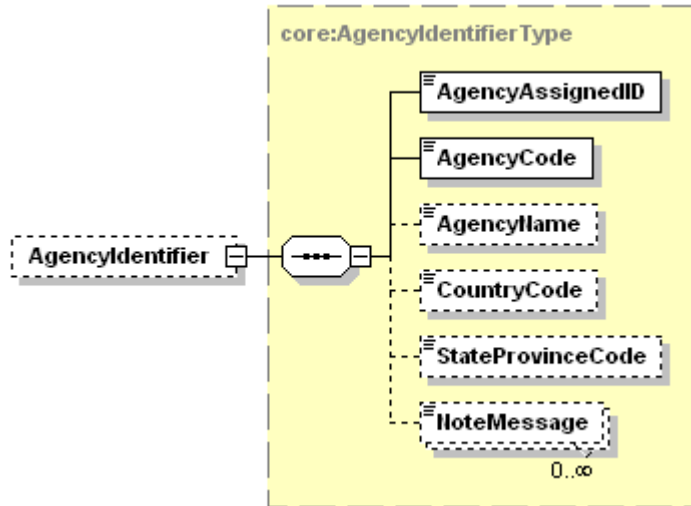 core:AgencyIdentifierType
AgencyAssignedID
AgencyCode
AgencyName
AgencyIdentifier
CountryCode
StateProvinceCode
NoteMessage
0..∞